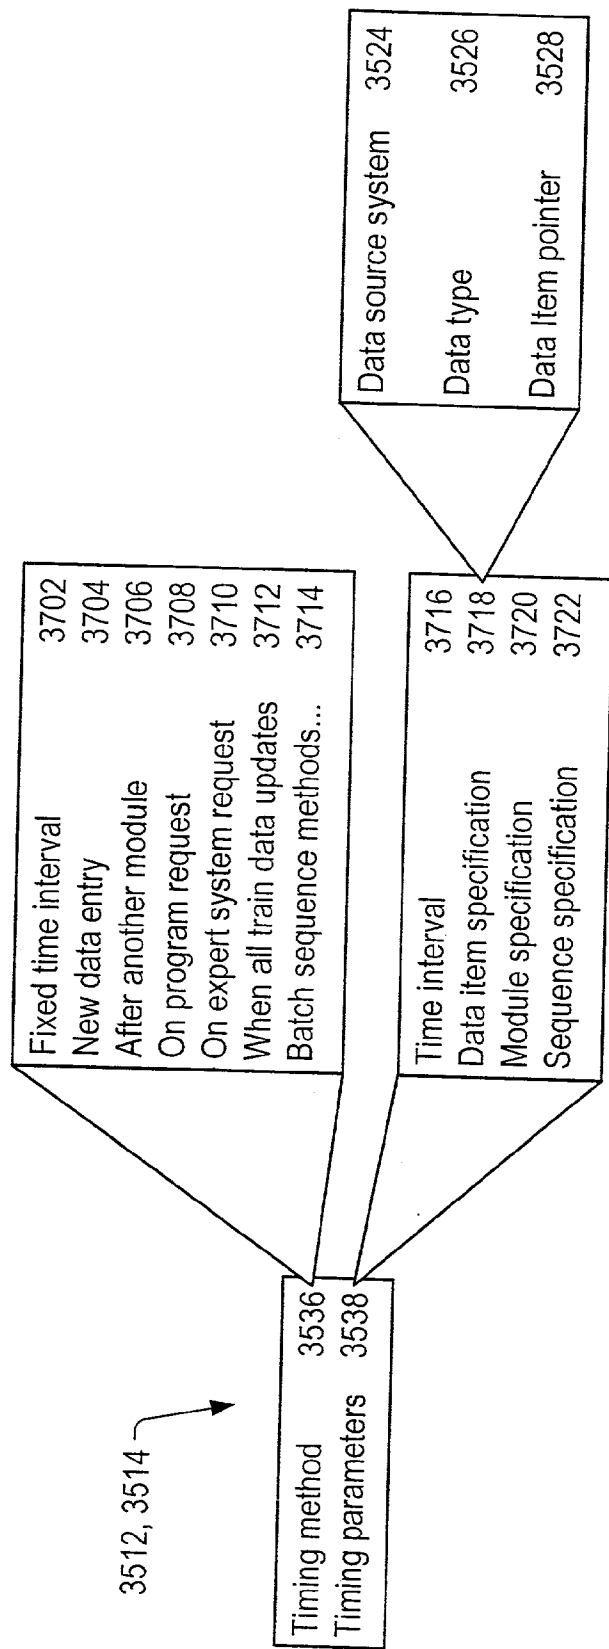 3512, 3514
Timing method 3536
Timing parameters 3538
Fixed time interval 3702
New data entry 3704
After another module 3706
On program request 3708
On expert system request 3710
When all train data updates 3712
Batch sequence methods... 3714
Time interval 3716
Data item specification 3718
Module specification 3720
Sequence specification 3722
Data source system 3524
Data type 3526
Data Item pointer 3528